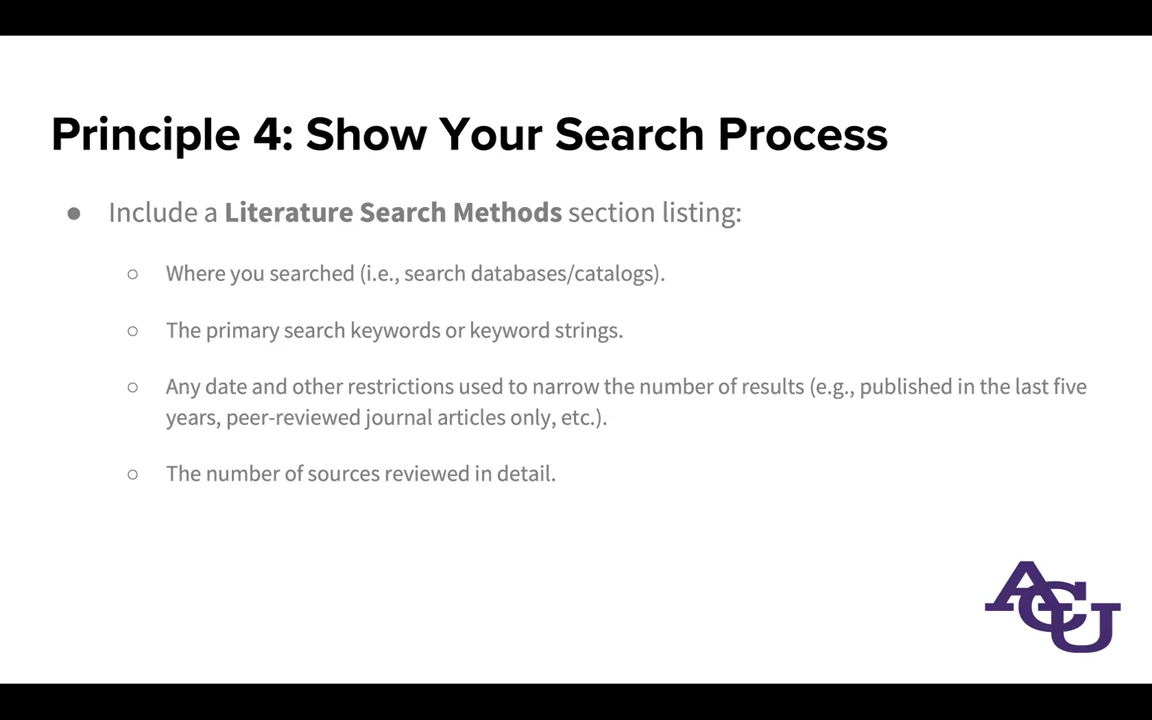 Principle 4: Show Your Search Process
● Include a Literature Search Methods section listing:
○ Where you searched (i.e., search databases/catalogs).
○ The primary search keywords or keyword strings.
○ Any date and other restrictions used to narrow the number of results (e.g., published in the last five
years, peer-reviewed journal articles only, etc.).
○ The number of sources reviewed in detail.
ACU